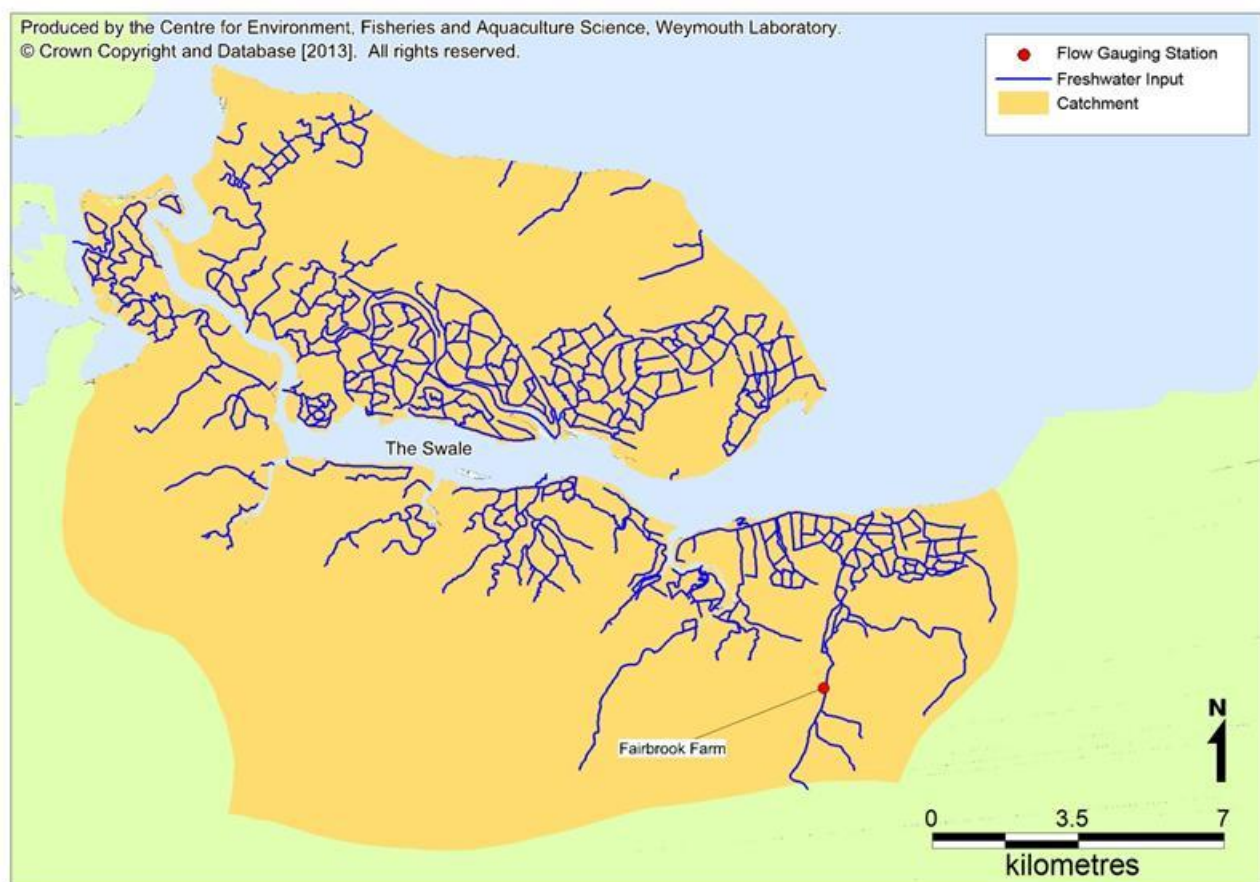 Produced by the Centre for Environment, Fisheries and Aquaculture Science, Weymouth Laboratory.
© Crown Copyright and Database [2013].  All rights reserved.
Flow Gauging Station
Freshwater Input
Catchment
The Swale
Fairbrook Farm
N
0 3.5 7
kilometres